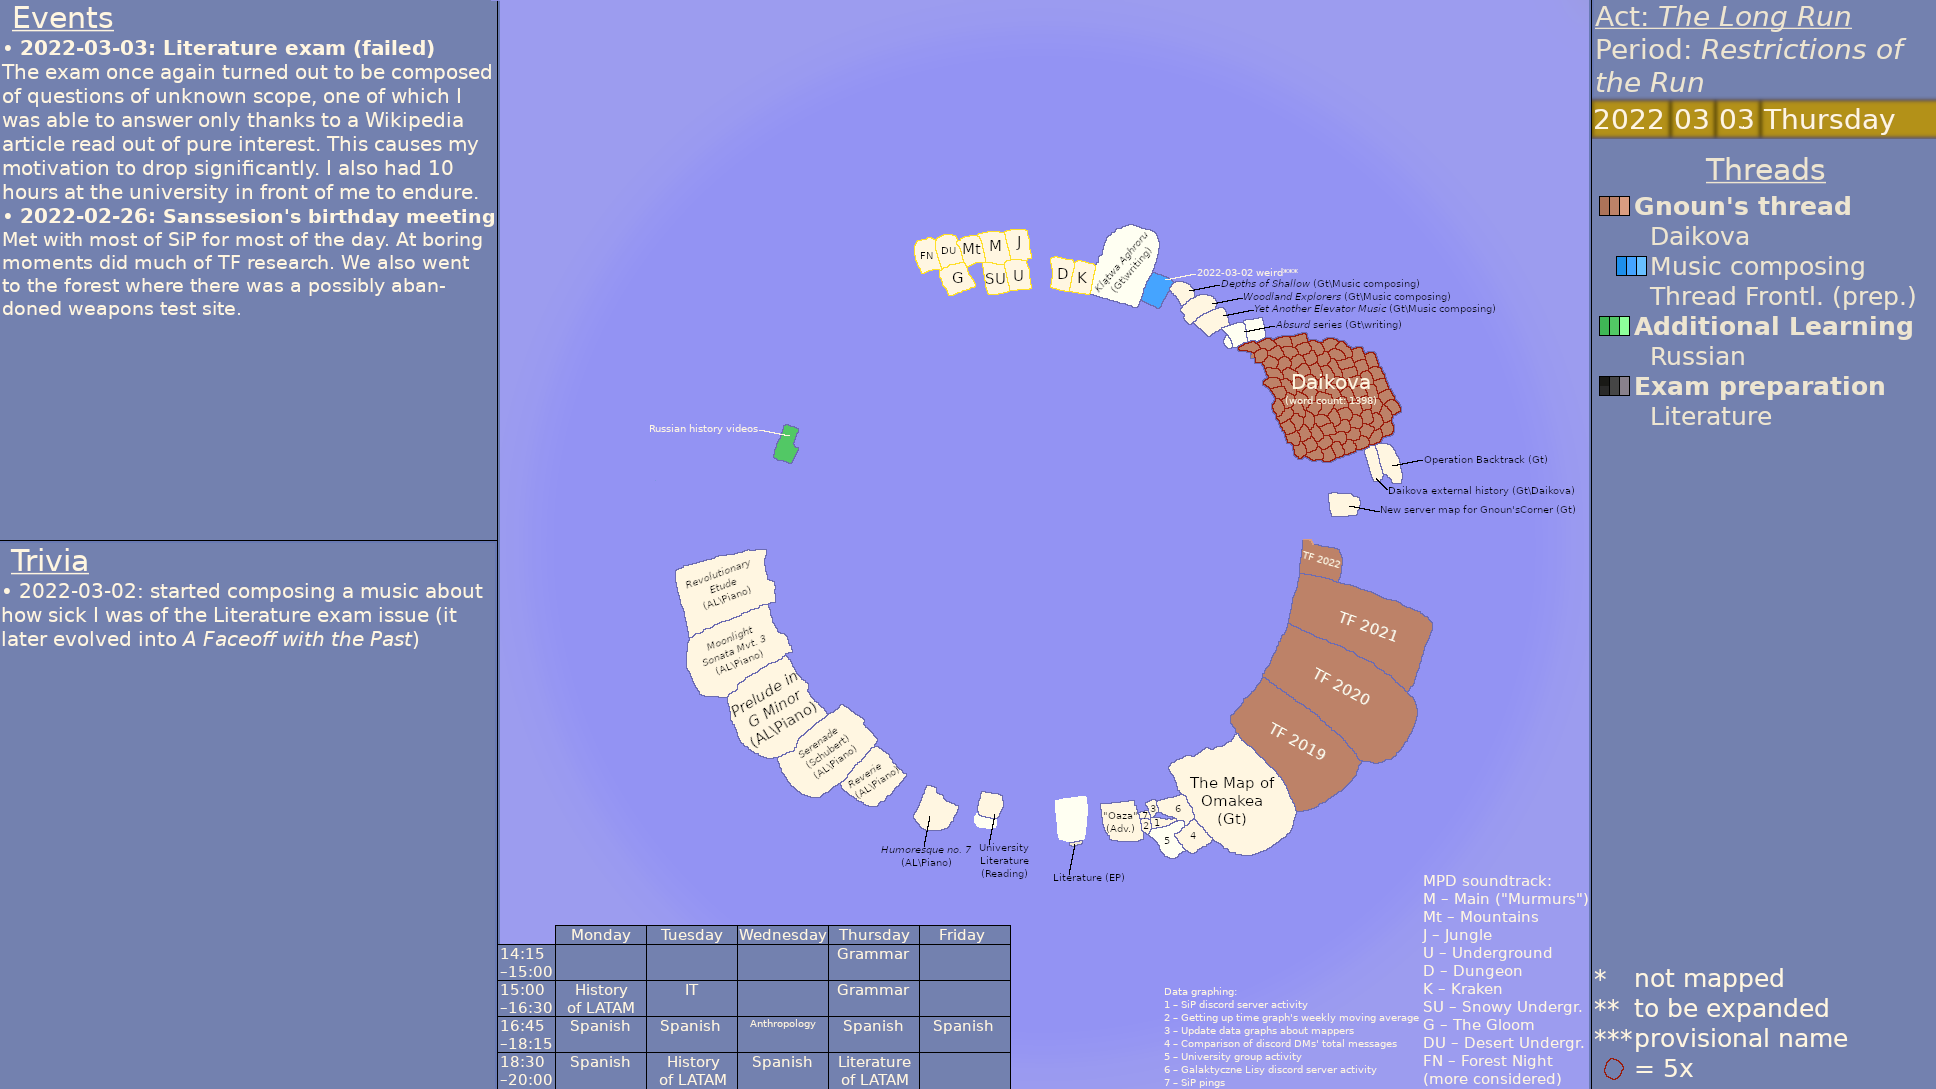 Events
• 2022-03-03: Literature exam (failed)
The exam once again turned out to be composed
of questions of unknown scope, one of which I
was able to answer only thanks to a Wikipedia
article read out of pure interest. This causes my
motivation to drop significantly. I also had 10
hours at the university in front of me to endure.
• 2022-02-26: Sanssesion's birthday meeting
Met with most of SiP for most of the day. At boring
moments did much of TF research. We also went
to the forest where there was a possibly aban-
doned weapons test site.
Trivia
• 2022-03-02: started composing a music about
how sick I was of the Literature exam issue (it
later evolved into A Faceoff with the Past)
FN
DU
Mt
M
J
G
SU
U
D
K
Klątwa Aghroru
(Gt\writing)
2022-03-02 weird***
Depths of Shallow (Gt\Music composing)
Woodland Explorers (Gt\Music composing)
Yet Another Elevator Music (Gt\Music composing)
Absurd series (Gt\writing)
Daikova
(word count: 1398)
Operation Backtrack (Gt)
Daikova external history (Gt\Daikova)
New server map for Gnoun'sCorner (Gt)
TF 2022
TF 2021
TF 2020
TF 2019
The Map of
Omakea
(Gt)
"Oaza"
(Adv.)
7
3
6
2
1
5
4
Literature (EP)
University
Literature
(Reading)
Humoresque no. 7
(AL\Piano)
Reverie
(AL\Piano)
Serenade
(Schubert)
(AL\Piano)
Prelude in
G Minor
(AL\Piano)
Moonlight
Sonata Mvt. 3
(AL\Piano)
Revolutionary
Etude
(AL\Piano)
Russian history videos
Monday Tuesday Wednesday Thursday Friday
14:15
–15:00 Grammar
15:00
–16:30 History
of LATAM IT Grammar
16:45
–18:15 Spanish Spanish Anthropology Spanish Spanish
18:30
–20:00 Spanish History
of LATAM Spanish Literature
of LATAM
Data graphing:
1 – SiP discord server activity
2 – Getting up time graph's weekly moving average
3 – Update data graphs about mappers
4 – Comparison of discord DMs' total messages
5 – University group activity
6 – Galaktyczne Lisy discord server activity
7 – SiP pings
MPD soundtrack:
M – Main ("Murmurs")
Mt – Mountains
J – Jungle
U – Underground
D – Dungeon
K – Kraken
SU – Snowy Undergr.
G – The Gloom
DU – Desert Undergr.
FN – Forest Night
(more considered)
Act: The Long Run
Period: Restrictions of
the Run
2022 03 03 Thursday
Threads
Gnoun's thread
Daikova
Music composing
Thread Frontl. (prep.)
Additional Learning
Russian
Exam preparation
Literature
* not mapped
** to be expanded
*** provisional name
= 5x